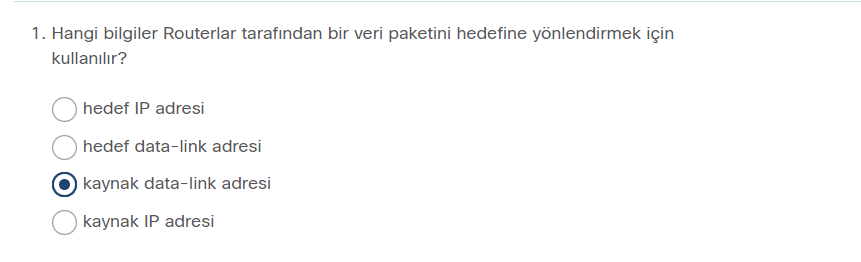 1. Hangi bilgiler Routerlar tarafından bir veri paketini hedefine yönlendirmek için
kullanılır?
hedef IP adresi
hedef data-link adresi
kaynak data-link adresi
kaynak IP adresi